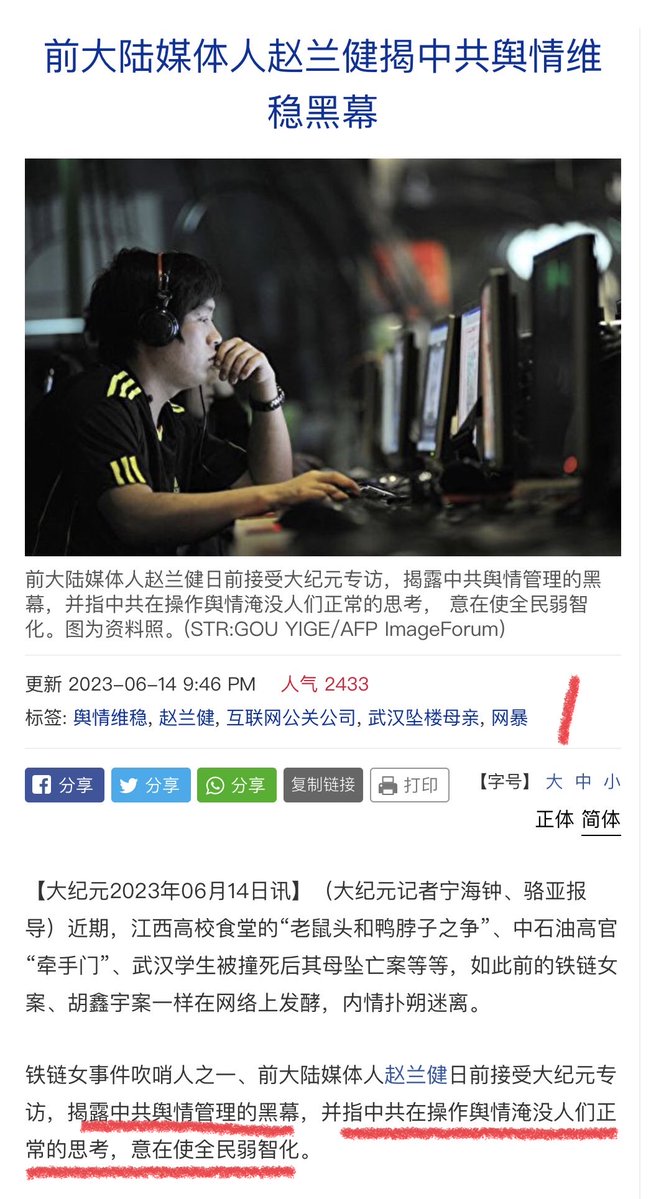 前大陆媒体人赵兰健揭中共舆情维
稳黑幕
前大陆媒体人赵兰健日前接受大纪元专访，揭露中共舆情管理的黑
幕，并指中共在操作舆情淹没人们正常的思考， 意在使全民弱智
化。图为资料照。(STR:GOU YIGE/AFP ImageForum)
更新 2023-06-14 9:46 PM 人气 2433
标签: 舆情维稳, 赵兰健, 互联网公关公司, 武汉坠楼母亲, 网暴
分享 分享 分享 复制链接 打印 【字号】 大 中 小
正体 简体
【大纪元2023年06月14日讯】（大纪元记者宁海钟、骆亚报
导）近期，江西高校食堂的“老鼠头和鸭脖子之争”、中石油高官
“牵手门”、武汉学生被撞死后其母坠亡案等等，如此前的铁链女
案、胡鑫宇案一样在网络上发酵，内情扑朔迷离。
铁链女事件吹哨人之一、前大陆媒体人赵兰健日前接受大纪元专
访，揭露中共舆情管理的黑幕，并指中共在操作舆情淹没人们正
常的思考，意在使全民弱智化。